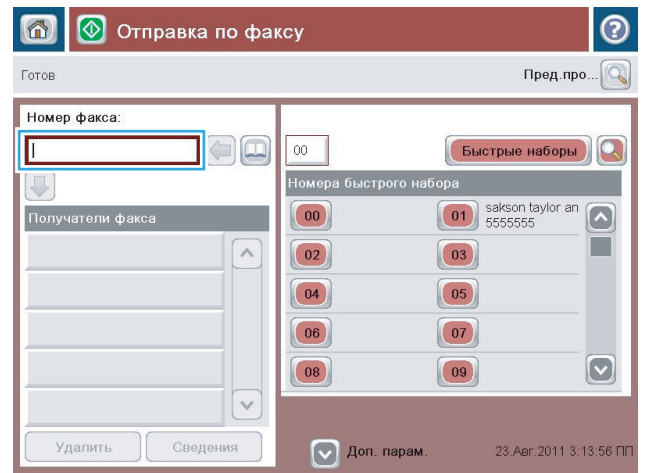 Отправка по факсу
Готов
Пред.про...
Номер факса:
00
Быстрые наборы
Номера быстрого набора
Получатели факса
00
01 sakson taylor an
5555555
02
03
04
05
06
07
08
09
Удалить
Сведения
Доп. парам.
23.Авг.2011 3:13:56 ПП